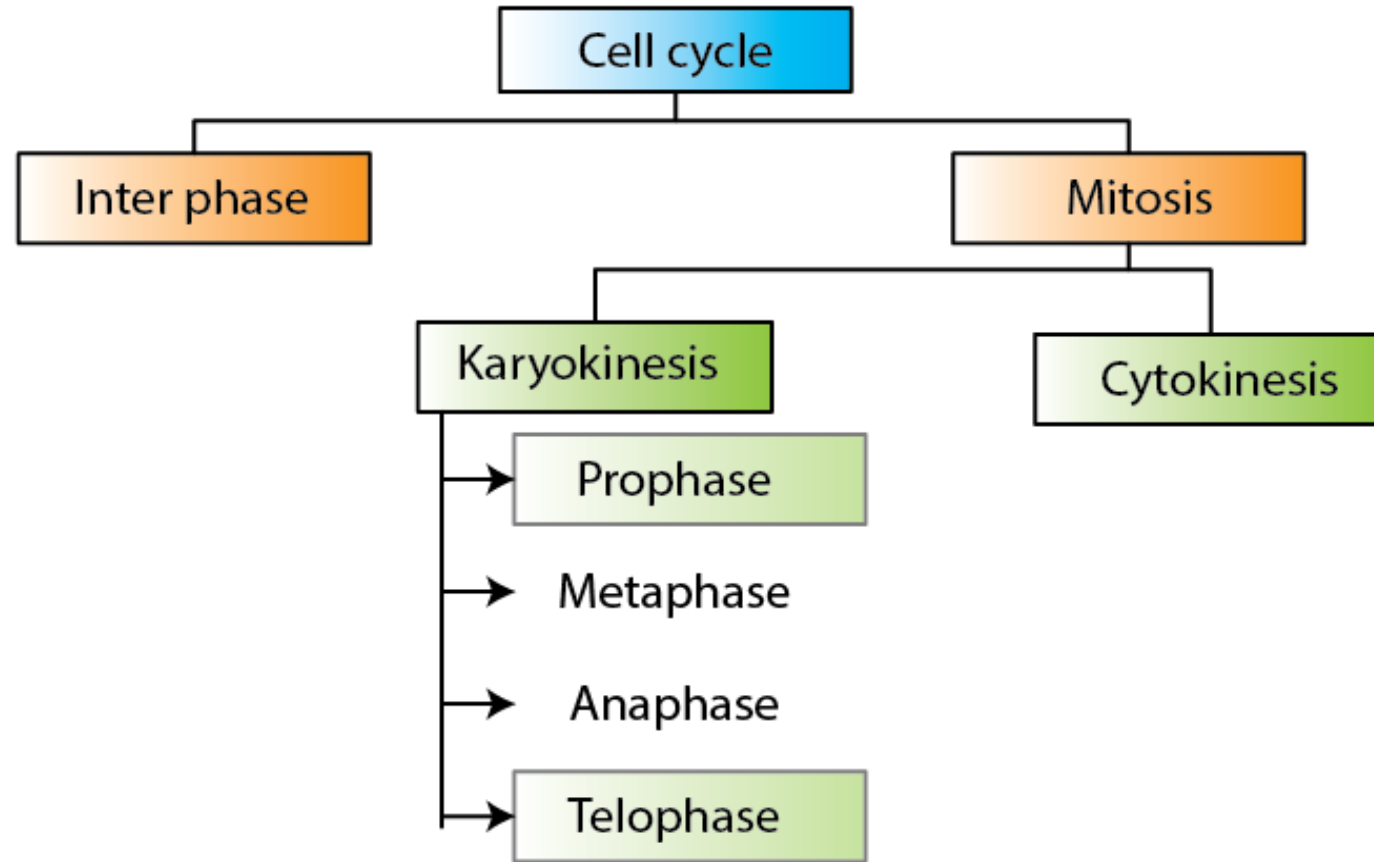 Cell cycle
Inter phase
Mitosis
Karyokinesis
Cytokinesis
Prophase
Metaphase
Anaphase
Telophase